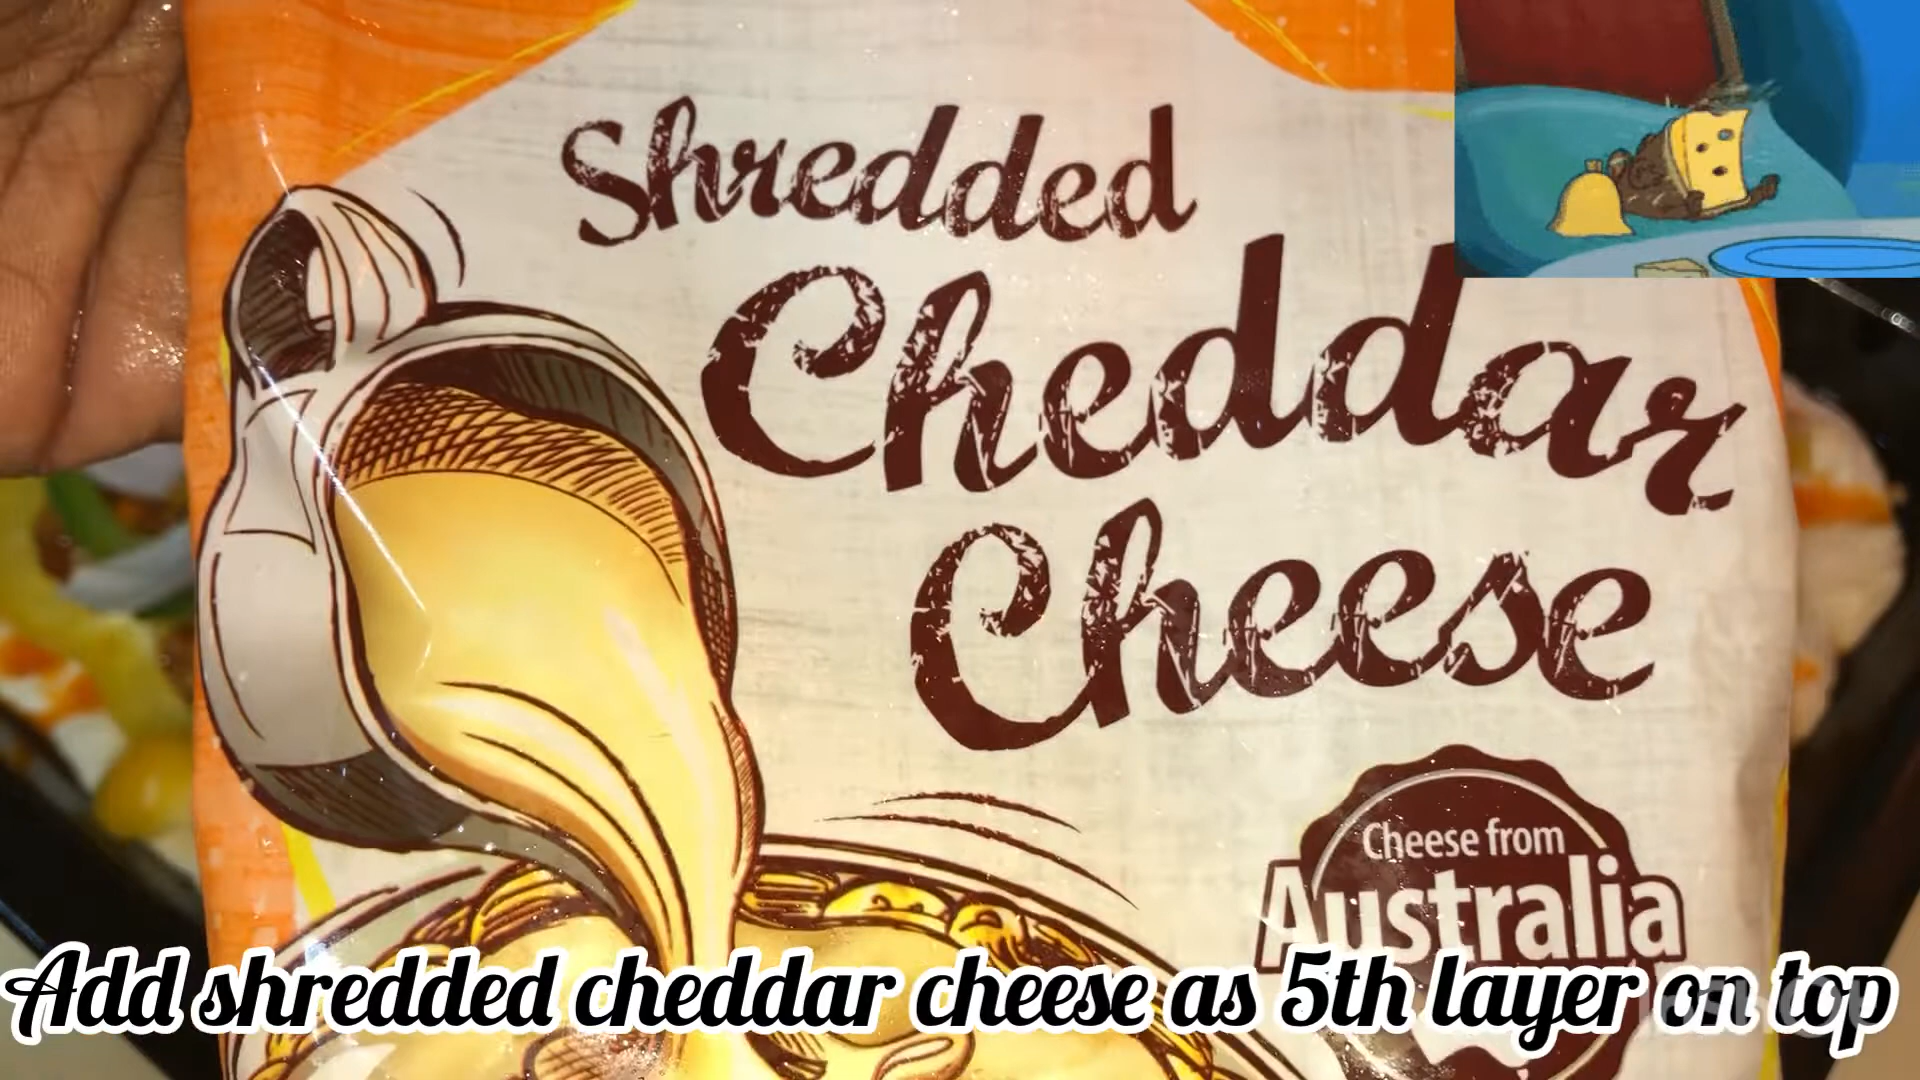 Shredded
Cheddar
Cheese
Cheese from
Australia
Add shredded cheddar cheese as 5th layer on top